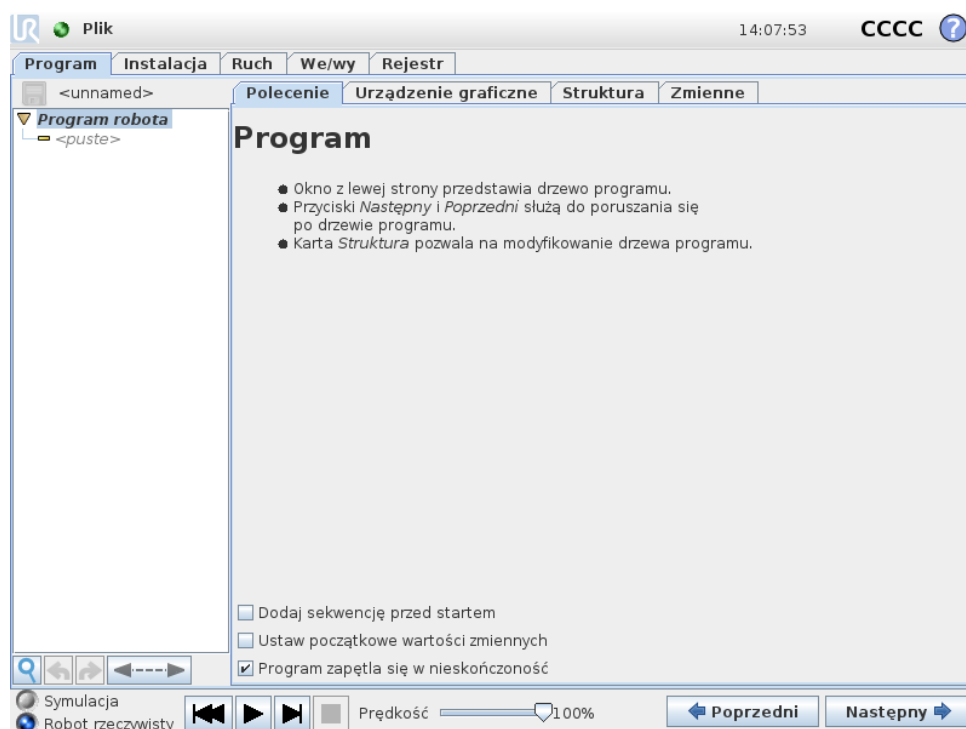 UR Plik 14:07:53 CCCC ?
Program Instalacja Ruch We/wy Rejestr
<unnamed> Polecenie Urządzenie graficzne Struktura Zmienne
Program robota
<puste>
Program
Okno z lewej strony przedstawia drzewo programu.
Przyciski Następny i Poprzedni służą do poruszania się
po drzewie programu.
Karta Struktura pozwala na modyfikowanie drzewa programu.
Dodaj sekwencję przed startem
Ustaw początkowe wartości zmiennych
Program zapętla się w nieskończoność
Symulacja
Robot rzeczywisty
Prędkość 100% Poprzedni Następny